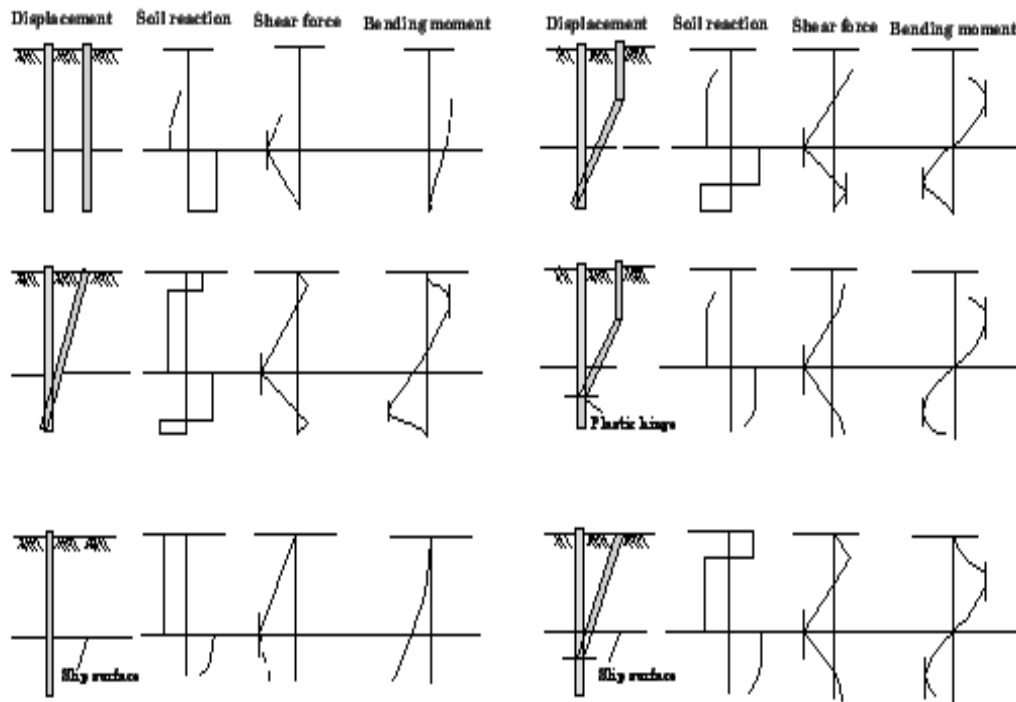 Displacement Soil reaction Shear force Bending moment
Displacement Soil reaction Shear force Bending moment
Plastic hinge
Slip surface
Slip surface